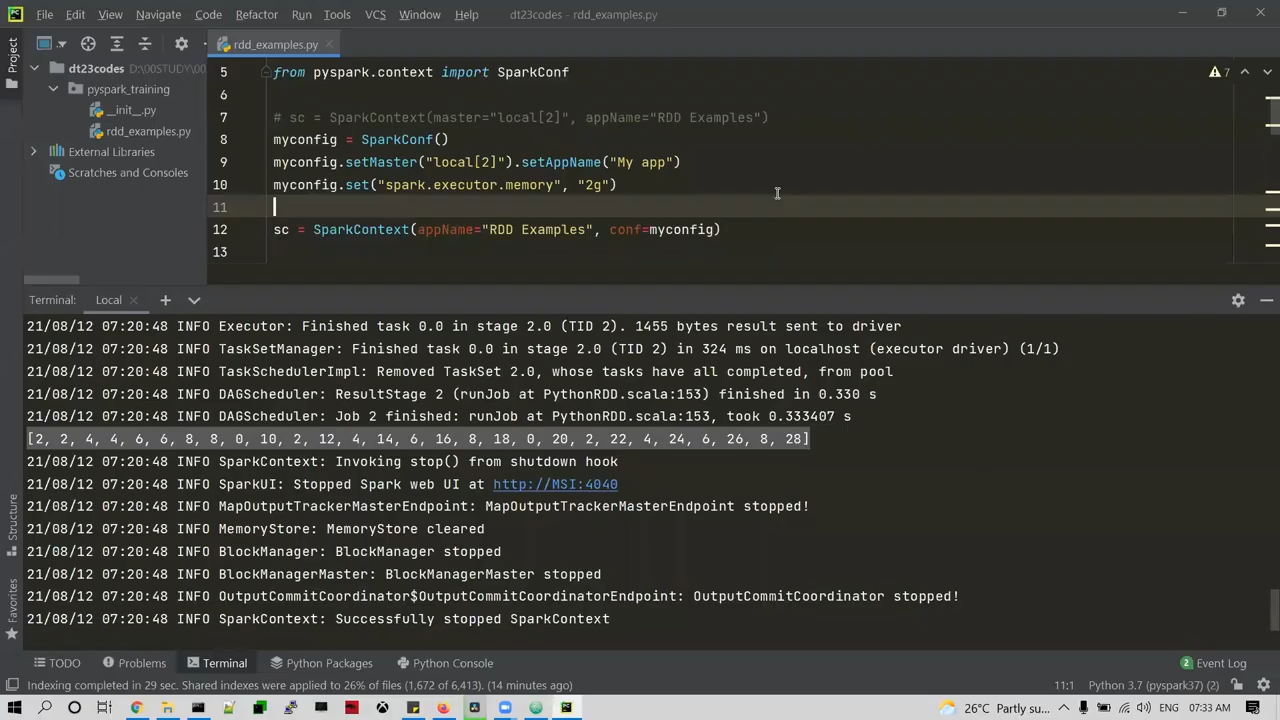 PC File Edit View Navigate Code Refactor Run Tools VCS Window Help dt23codes - rdd_examples.py
rdd_examples.py
Project
dt23codes D:\00STUDY\00
pyspark_training
__init__.py
rdd_examples.py
External Libraries
Scratches and Consoles
7
5 from pyspark.context import SparkConf
6
7 # sc = SparkContext(master="local[2]", appName="RDD Examples")
8 myconfig = SparkConf()
9 myconfig.setMaster("local[2]").setAppName("My app")
10 myconfig.set("spark.executor.memory", "2g")
11
12 sc = SparkContext(appName="RDD Examples", conf=myconfig)
13
Terminal: Local
21/08/12 07:20:48 INFO Executor: Finished task 0.0 in stage 2.0 (TID 2). 1455 bytes result sent to driver
21/08/12 07:20:48 INFO TaskSetManager: Finished task 0.0 in stage 2.0 (TID 2) in 324 ms on localhost (executor driver) (1/1)
21/08/12 07:20:48 INFO TaskSchedulerImpl: Removed TaskSet 2.0, whose tasks have all completed, from pool
21/08/12 07:20:48 INFO DAGScheduler: ResultStage 2 (runJob at PythonRDD.scala:153) finished in 0.330 s
21/08/12 07:20:48 INFO DAGScheduler: Job 2 finished: runJob at PythonRDD.scala:153, took 0.333407 s
[2, 2, 4, 4, 6, 6, 8, 8, 0, 10, 2, 12, 4, 14, 6, 16, 8, 18, 0, 20, 2, 22, 4, 24, 6, 26, 8, 28]
21/08/12 07:20:48 INFO SparkContext: Invoking stop() from shutdown hook
21/08/12 07:20:48 INFO SparkUI: Stopped Spark web UI at http://MSI:4040
21/08/12 07:20:48 INFO MapOutputTrackerMasterEndpoint: MapOutputTrackerMasterEndpoint stopped!
21/08/12 07:20:48 INFO MemoryStore: MemoryStore cleared
21/08/12 07:20:48 INFO BlockManager: BlockManager stopped
21/08/12 07:20:48 INFO BlockManagerMaster: BlockManagerMaster stopped
21/08/12 07:20:48 INFO OutputCommitCoordinator$OutputCommitCoordinatorEndpoint: OutputCommitCoordinator stopped!
21/08/12 07:20:48 INFO SparkContext: Successfully stopped SparkContext
Structure
Favorites
TODO Problems Terminal Python Packages Python Console 2 Event Log
Indexing completed in 29 sec. Shared indexes were applied to 26% of files (1,672 of 6,413). (14 minutes ago) 11:1 Python 3.7 (pyspark37) (2)
26°C Partly su... 07:33 AM